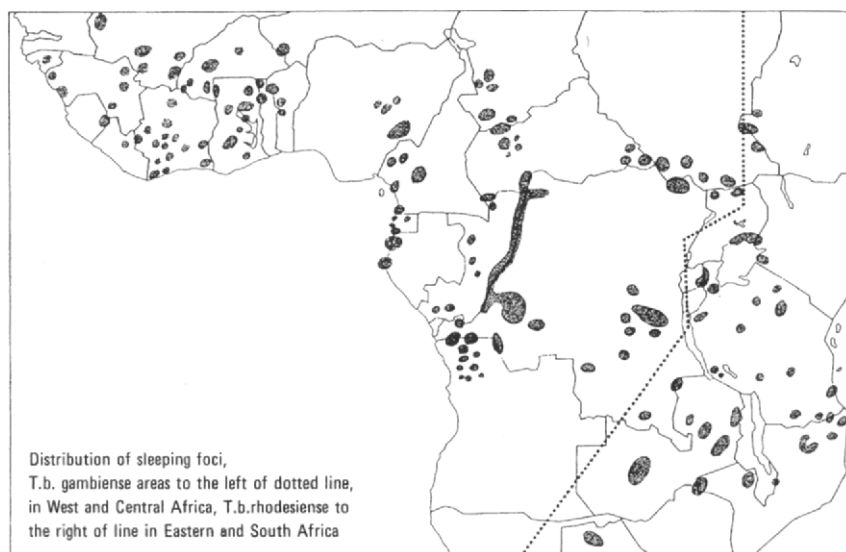 Distribution of sleeping foci,
T.b. gambiense areas to the left of dotted line,
in West and Central Africa, T.b.rhodesiense to
the right of line in Eastern and South Africa